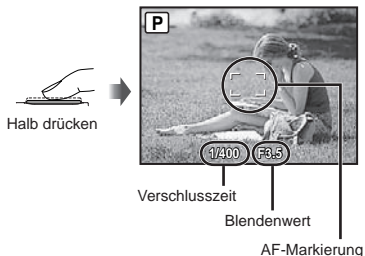 P
Halb drücken
1/400 F3.5
Verschlusszeit
Blendenwert
AF-Markierung